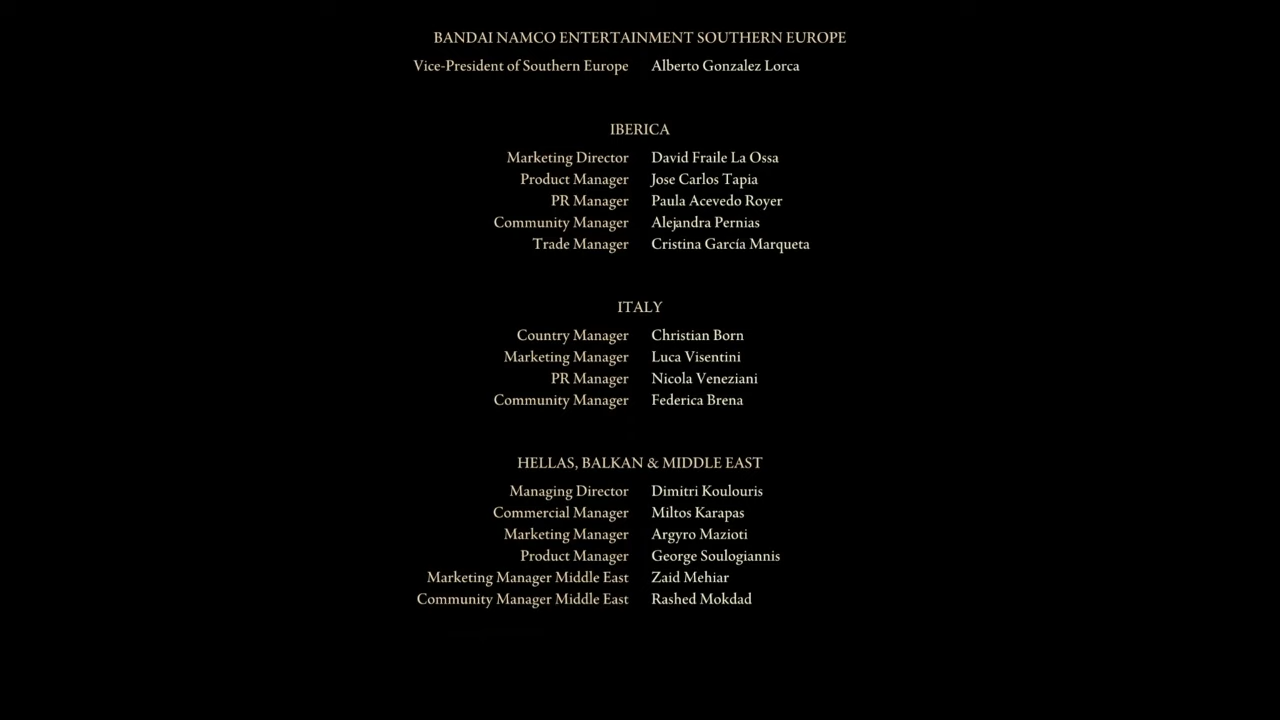 BANDAI NAMCO ENTERTAINMENT SOUTHERN EUROPE
Vice-President of Southern Europe Alberto Gonzalez Lorca
IBERICA
Marketing Director David Fraile La Ossa
Product Manager Jose Carlos Tapia
PR Manager Paula Acevedo Royer
Community Manager Alejandra Pernias
Trade Manager Cristina García Marqueta
ITALY
Country Manager Christian Born
Marketing Manager Luca Visentini
PR Manager Nicola Veneziani
Community Manager Federica Brena
HELLAS, BALKAN & MIDDLE EAST
Managing Director Dimitri Koulouris
Commercial Manager Miltos Karapas
Marketing Manager Argyro Mazioti
Product Manager George Soulogiannis
Marketing Manager Middle East Zaid Mehiar
Community Manager Middle East Rashed Mokdad